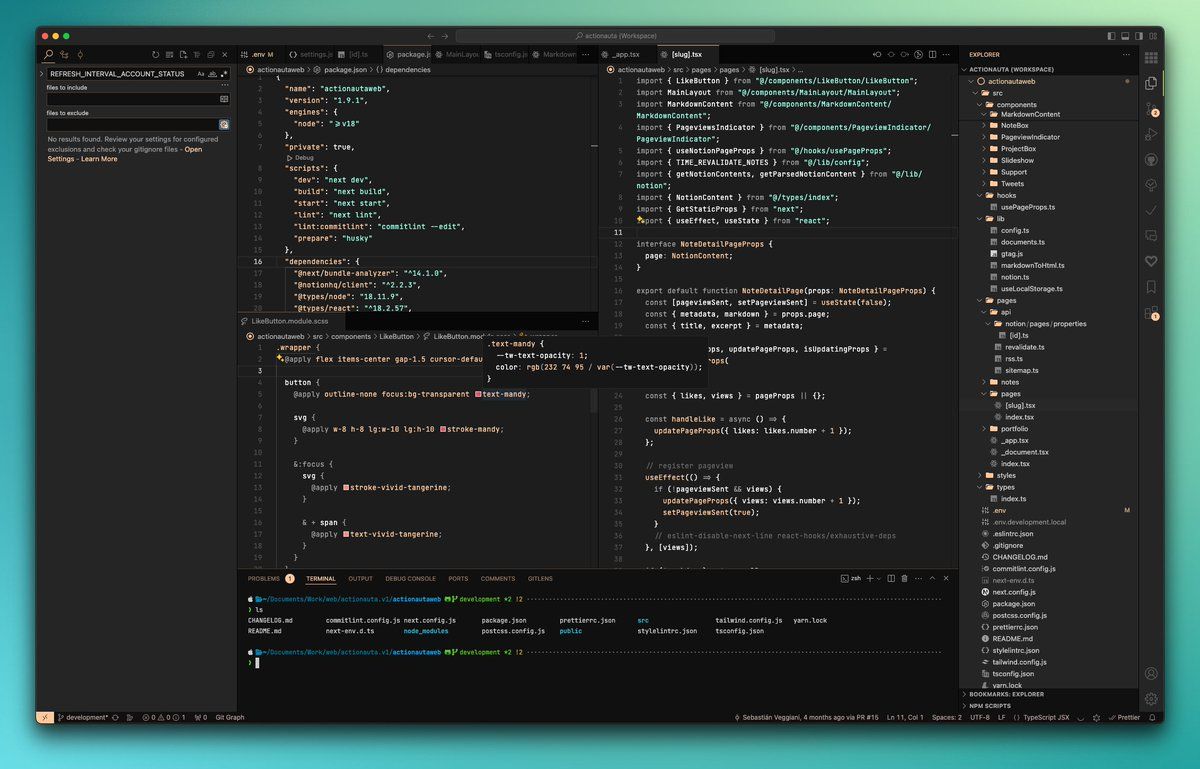 actionauta (Workspace)
REFRESH_INTERVAL_ACCOUNT_STATUS
files to include
files to exclude
No results found. Review your settings for configured
exclusions and check your gitignore files - Open
Settings - Learn More
.env M
settings.js
[id].ts
package.js
MainLayou
tsconfig.js
Markdown
actionautaweb > package.json > {} dependencies
1 {
2 "name": "actionautaweb",
3 "version": "1.9.1",
4 "engines": {
5 "node": "≥v18"
6 },
7 "private": true,
Debug
8 "scripts": {
9 "dev": "next dev",
10 "build": "next build",
11 "start": "next start",
12 "lint": "next lint",
13 "lint:commitlint": "commitlint --edit",
14 "prepare": "husky"
15 },
16 "dependencies": {
17 "@next/bundle-analyzer": "^14.1.0",
18 "@notionhq/client": "^2.2.3",
19 "@types/node": "18.11.9",
20 "@types/react": "^18.2.57",
LikeButton.module.scss
actionautaweb > src > components > LikeButton > LikeButton.module.scss > .wrapper
1 .wrapper {
2 @apply flex items-center gap-1.5 cursor-defau
3
4 button {
5 @apply outline-none focus:bg-transparent text-mandy;
6
7 svg {
8 @apply w-8 h-8 lg:w-10 lg:h-10 stroke-mandy;
9 }
10
11 &:focus {
12 svg {
13 @apply stroke-vivid-tangerine;
14 }
15
16 & + span {
17 @apply text-vivid-tangerine;
18 }
19 }
.text-mandy {
--tw-text-opacity: 1;
color: rgb(232 74 95 / var(--tw-text-opacity));
}
_app.tsx
[slug].tsx
actionautaweb > src > pages > pages > [slug].tsx > ...
1 import { LikeButton } from "@/components/LikeButton/LikeButton";
2 import MainLayout from "@/components/MainLayout/MainLayout";
3 import MarkdownContent from "@/components/MarkdownContent/
MarkdownContent";
4 import { PageviewsIndicator } from "@/components/PageviewIndicator/
PageviewIndicator";
5 import { useNotionPageProps } from "@/hooks/usePageProps";
6 import { TIME_REVALIDATE_NOTES } from "@/lib/config";
7 import { getNotionContents, getParsedNotionContent } from "@/lib/
notion";
8 import { NotionContent } from "@/types/index";
9 import { GetStaticProps } from "next";
10 import { useEffect, useState } from "react";
11
12 interface NoteDetailPageProps {
13 page: NotionContent;
14 }
15
16 export default function NoteDetailPage(props: NoteDetailPageProps) {
17 const [pageviewSent, setPageviewSent] = useState(false);
18 const { metadata, markdown } = props.page;
19 const { title, excerpt } = metadata;
ops, updatePageProps, isUpdatingProps } =
rops(
24 const { likes, views } = pageProps || {};
25
26 const handleLike = async () ⇒ {
27 updatePageProps({ likes: likes.number + 1 });
28 };
29
30 // register pageview
31 useEffect(() ⇒ {
32 if (!pageviewSent && views) {
33 updatePageProps({ views: views.number + 1 });
34 setPageviewSent(true);
35 }
36 // eslint-disable-next-line react-hooks/exhaustive-deps
37 }, [views]);
38
PROBLEMS 1 TERMINAL OUTPUT DEBUG CONSOLE PORTS COMMENTS GITLENS
zsh
~/Documents/Work/web/actionauta.v1/actionautaweb development +2 !2
❯ ls
CHANGELOG.md commitlint.config.js next.config.js package.json prettierrc.json src tailwind.config.js yarn.lock
README.md next-env.d.ts node_modules postcss.config.js public stylelintrc.json tsconfig.json
~/Documents/Work/web/actionauta.v1/actionautaweb development +2 !2
❯
EXPLORER
ACTIONAUTA (WORKSPACE)
actionautaweb
src
components
MarkdownContent
NoteBox
PageviewIndicator
ProjectBox
Slideshow
Support
Tweets
hooks
usePageProps.ts
lib
config.ts
documents.ts
gtag.js
markdownToHtml.ts
notion.ts
useLocalStorage.ts
pages
api
notion/pages/properties
[id].ts
revalidate.ts
rss.ts
sitemap.ts
notes
pages
[slug].tsx
index.tsx
portfolio
_app.tsx
_document.tsx
index.tsx
styles
types
index.ts
.env M
.env.development.local
.eslintrc.json
.gitignore
CHANGELOG.md
commitlint.config.js
next-env.d.ts
next.config.js
package.json
postcss.config.js
prettierrc.json
README.md
stylelintrc.json
tailwind.config.js
tsconfig.json
yarn.lock
BOOKMARKS: EXPLORER
NPM SCRIPTS
2
1
development* 0 0 1 0 Git Graph
Sebastián Veggiani, 4 months ago via PR #15 Ln 11, Col 1 Spaces: 2 UTF-8 LF TypeScript JSX Prettier